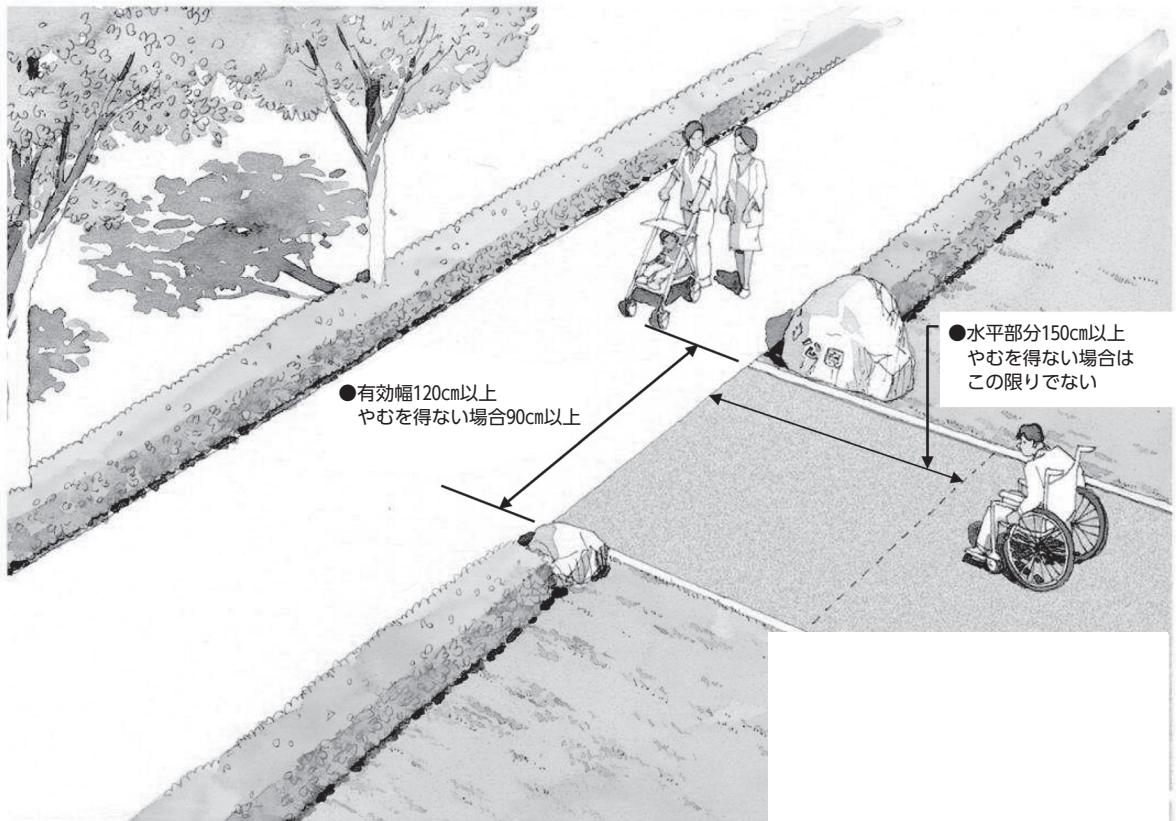 ●水平部分150㎝以上
やむを得ない場合は
この限りでない
●有効幅120㎝以上
やむを得ない場合90㎝以上
公園